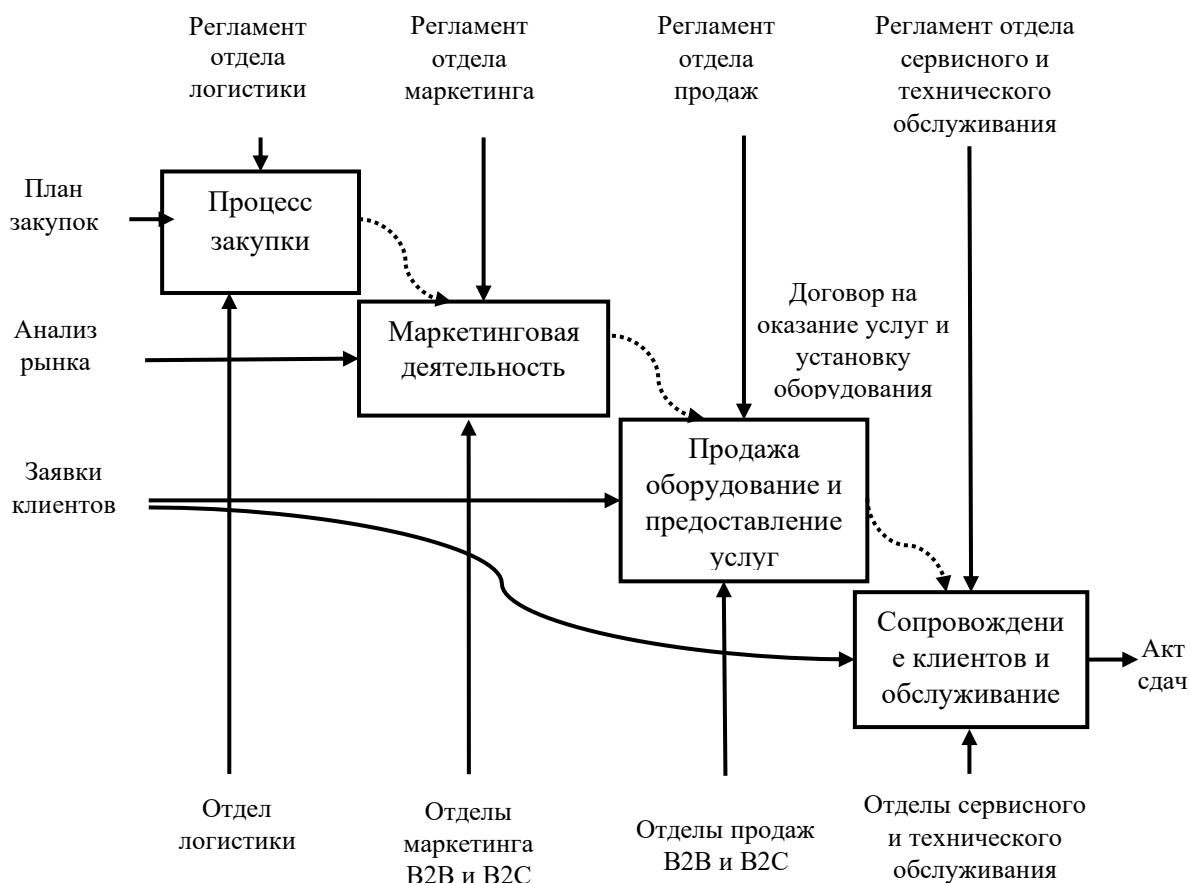 Регламент
отдела
логистики
Регламент
отдела
маркетинга
Регламент
отдела
продаж
Регламент отдела
сервисного и
технического
обслуживания
План
закупок
Процесс
закупки
Анализ
рынка
Маркетинговая
деятельность
Договор на
оказание услуг и
установку
оборудования
Заявки
клиентов
Продажа
оборудование и
предоставление
услуг
Сопровождени
е клиентов и
обслуживание
Акт
сдач
Отдел
логистики
Отделы
маркетинга
B2B и B2C
Отделы продаж
B2B и B2C
Отделы сервисного
и технического
обслуживания